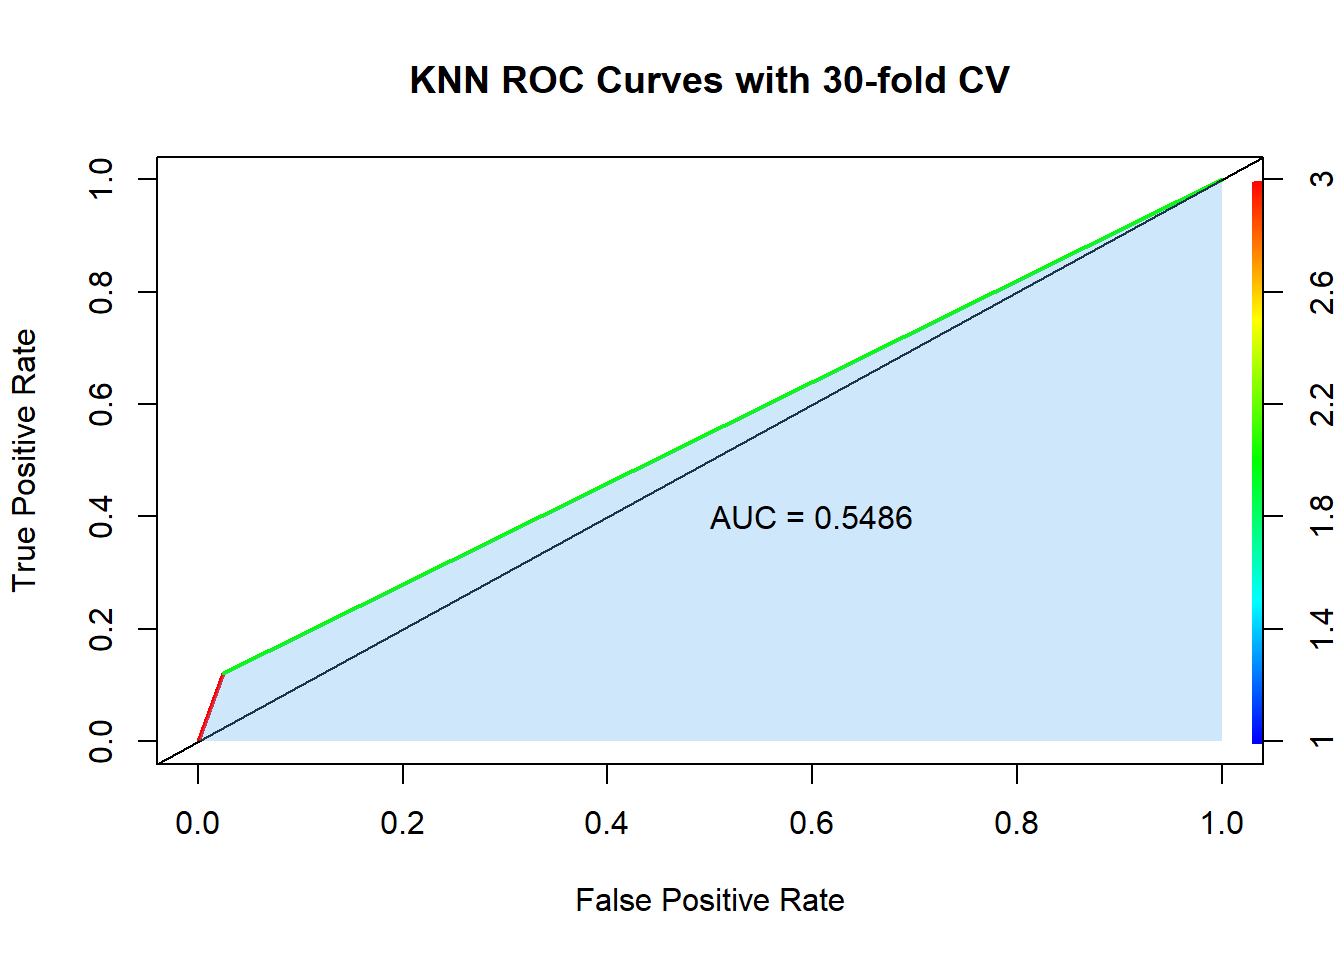 KNN ROC Curves with 30-fold CV
True Positive Rate
1.0
0.8
0.6
0.4
0.2
0.0
AUC = 0.5486
3
2.6
2.2
1.8
1.4
1
0.0 0.2 0.4 0.6 0.8 1.0
False Positive Rate